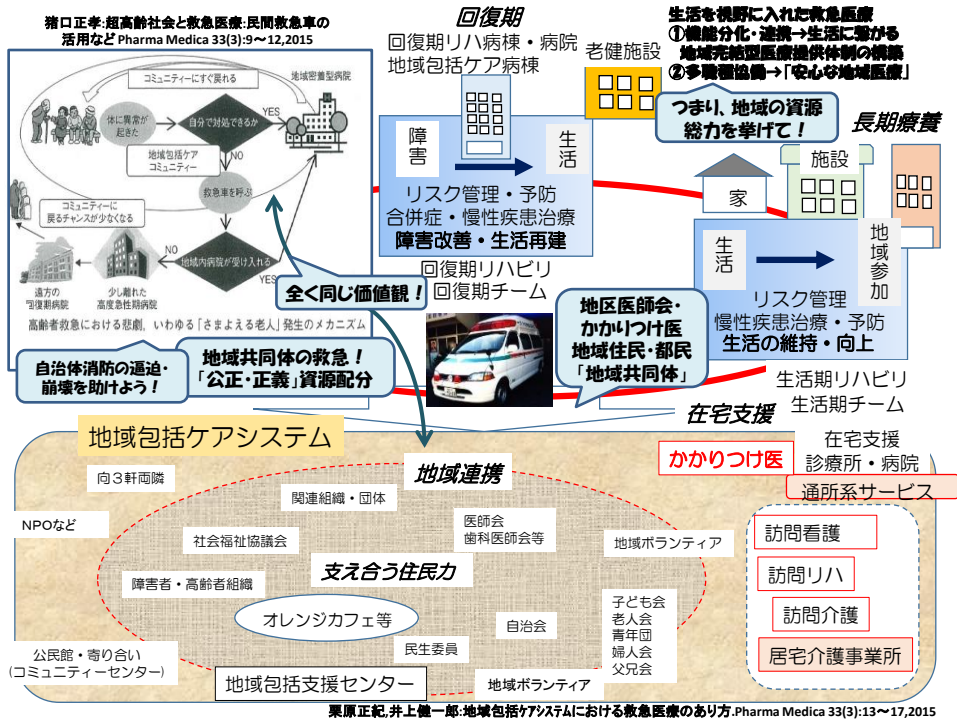 猪口正孝:超高齢社会と救急医療:民間救急車の
活用など Pharma Medica 33(3):9～12,2015
コミュニティーにすぐ戻れる
地域密着型病院
体に異常が
起きた
自分で対処できるか
YES
NO
地域包括ケア
コミュニティー
救急車を呼ぶ
コミュニティーに
戻るチャンスが少なくなる
NO
地域内病院が受け入れる
YES
遠方の
回復期病院
少し離れた
高度急性期病院
高齢者救急における悲劇，いわゆる「さまよえる老人」発生のメカニズム
回復期
回復期リハ病棟・病院
地域包括ケア病棟
老健施設
障害
生活
リスク管理・予防
合併症・慢性疾患治療
障害改善・生活再建
回復期リハビリ
回復期チーム
生活を視野に入れた救急医療
①機能分化・連携→生活に繋がる
地域完結型医療提供体制の構築
②多職種協働→「安心な地域医療」
つまり、地域の資源
総力を挙げて！
長期療養
施設
家
生活
地域参加
リスク管理
慢性疾患治療・予防
生活の維持・向上
生活期リハビリ
生活期チーム
全く同じ価値観！
自治体消防の逼迫・
崩壊を助けよう！
地域共同体の救急！
「公正・正義」資源配分
地区医師会・
かかりつけ医
地域住民・都民
「地域共同体」
在宅支援
地域包括ケアシステム
地域連携
かかりつけ医
在宅支援
診療所・病院
通所系サービス
向３軒両隣
関連組織・団体
NPOなど
医師会
歯科医師会等
社会福祉協議会
地域ボランティア
訪問看護
支え合う住民力
障害者・高齢者組織
訪問リハ
オレンジカフェ等
子ども会
老人会
青年団
婦人会
父兄会
自治会
訪問介護
民生委員
公民館・寄り合い
(コミュニティーセンター)
居宅介護事業所
地域包括支援センター
地域ボランティア
栗原正紀,井上健一郎:地域包括ケアシステムにおける救急医療のあり方.Pharma Medica 33(3):13～17,2015